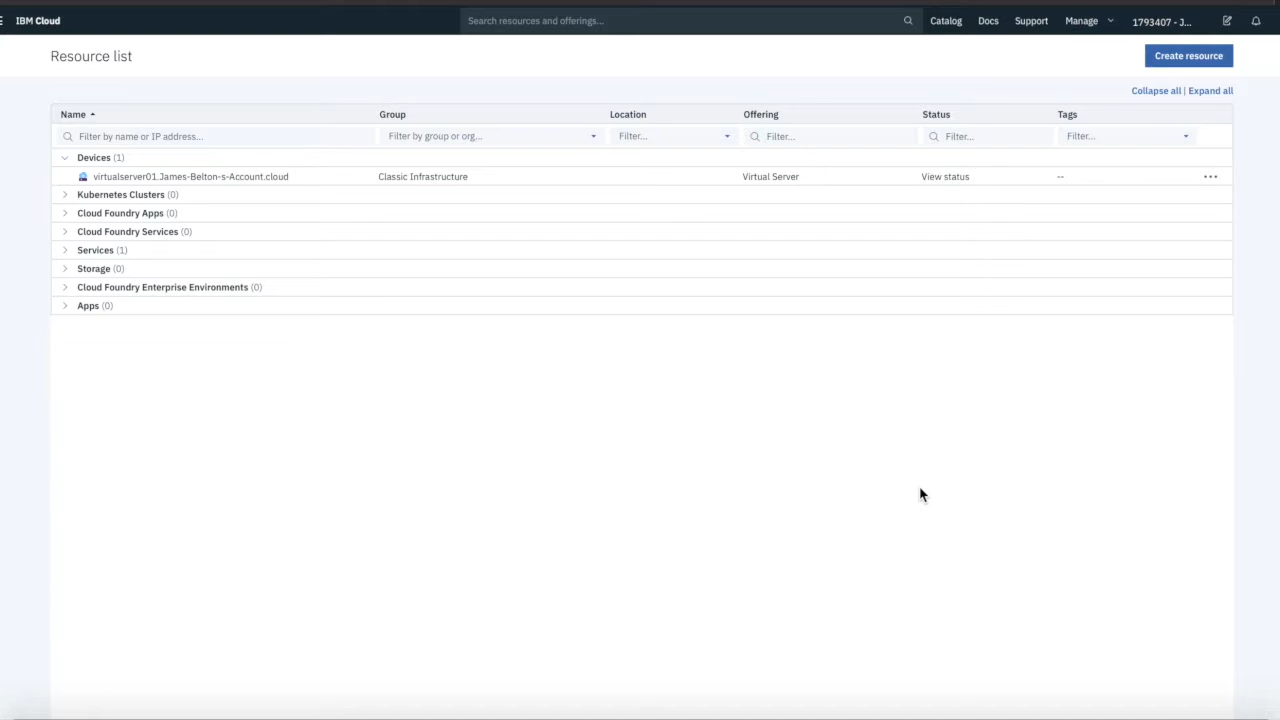 IBM Cloud
Search resources and offerings...
Catalog Docs Support Manage 1793407 - J...
Resource list
Create resource
Collapse all | Expand all
Name Group Location Offering Status Tags
Filter by name or IP address... Filter by group or org... Filter... Filter... Filter... Filter...
Devices (1)
virtualserver01.James-Belton-s-Account.cloud Classic Infrastructure Virtual Server View status --
Kubernetes Clusters (0)
Cloud Foundry Apps (0)
Cloud Foundry Services (0)
Services (1)
Storage (0)
Cloud Foundry Enterprise Environments (0)
Apps (0)